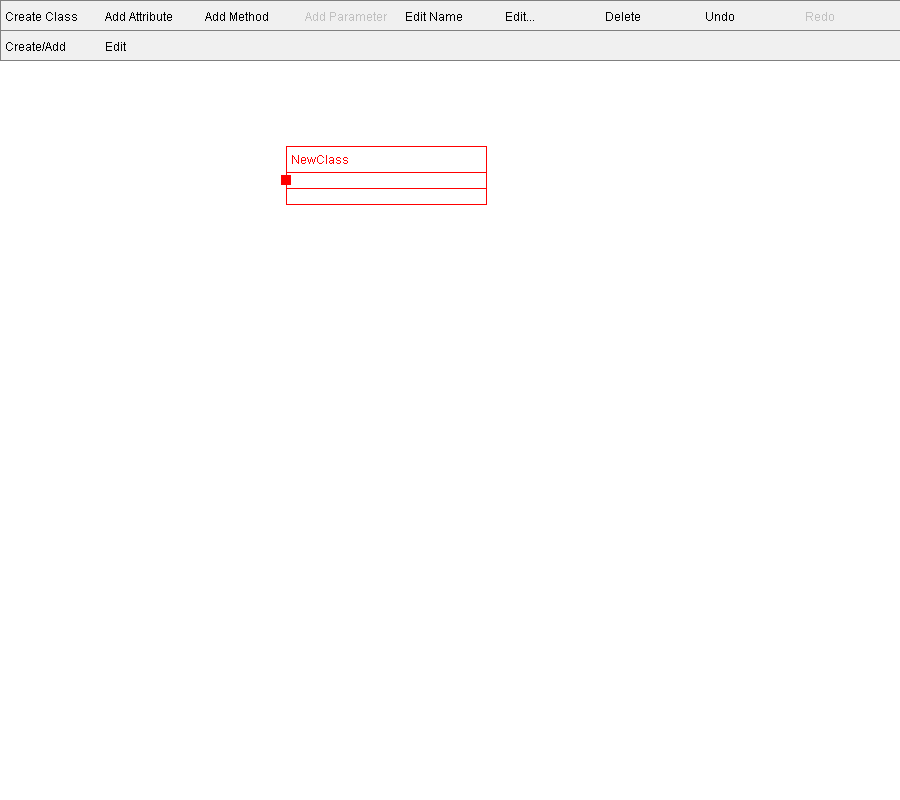 Create Class Add Attribute Add Method Add Parameter Edit Name Edit... Delete Undo Redo
Create/Add Edit
NewClass